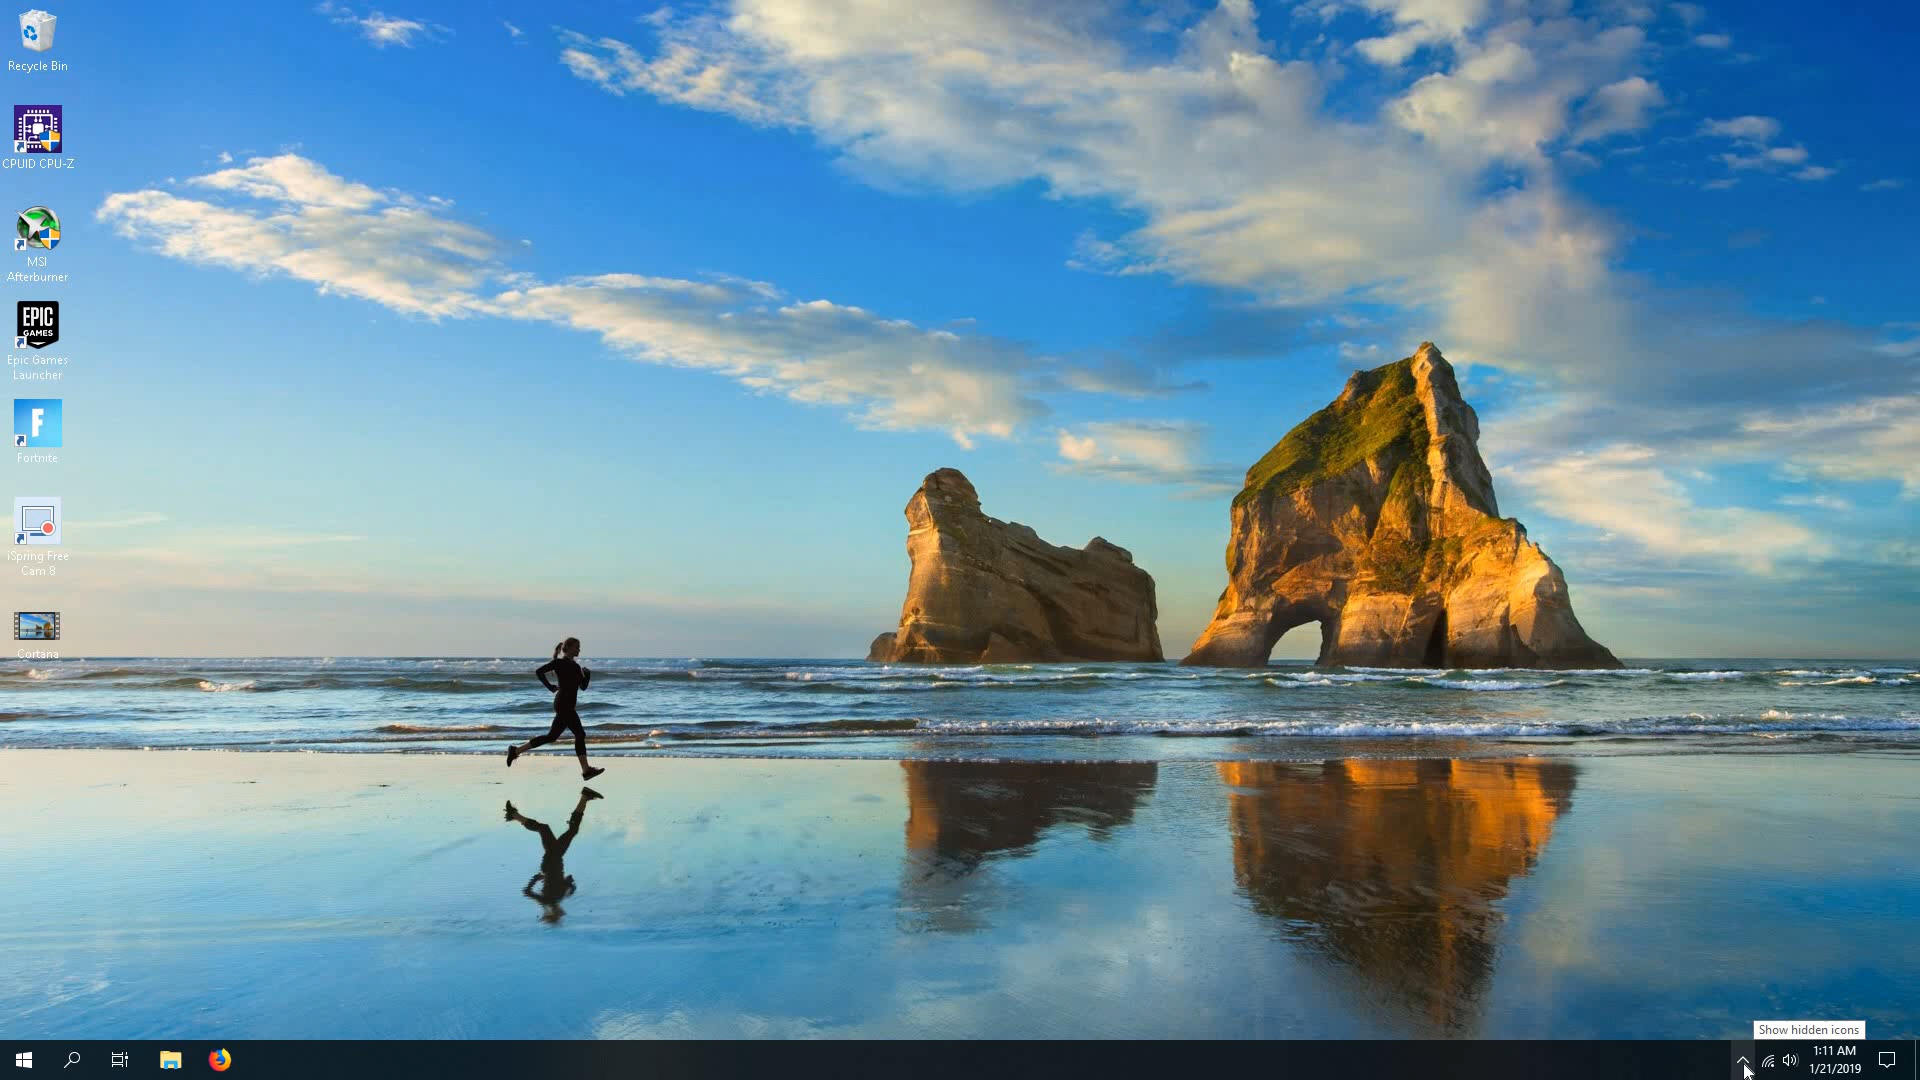 Recycle Bin
CPUID CPU-Z
MSI
Afterburner
EPIC
GAMES
Epic Games
Launcher
F
Fortnite
iSpring Free
Cam 8
Cortana
Show hidden icons
1:11 AM
1/21/2019